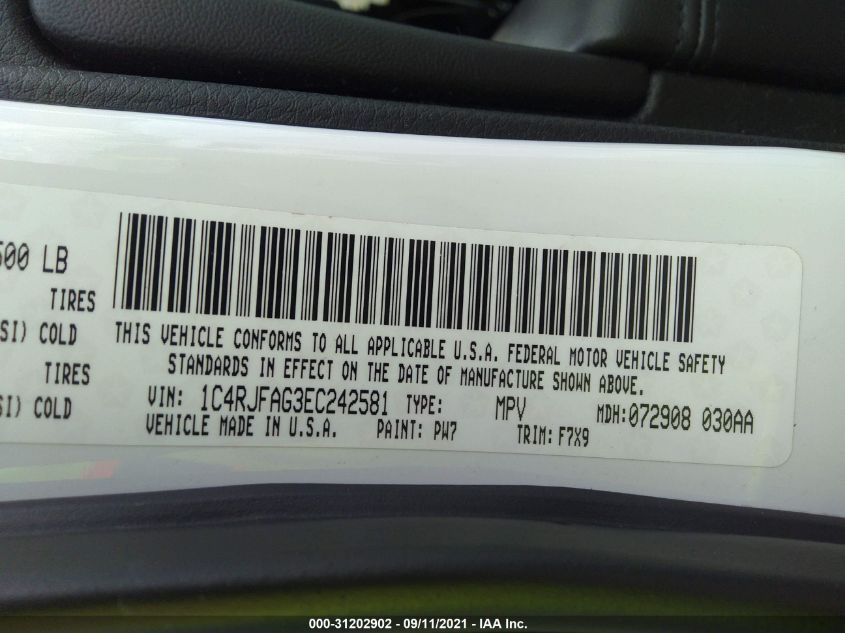 500 LB
TIRES
SI) COLD
TIRES
SI) COLD
THIS VEHICLE CONFORMS TO ALL APPLICABLE U.S.A. FEDERAL MOTOR VEHICLE SAFETY
STANDARDS IN EFFECT ON THE DATE OF MANUFACTURE SHOWN ABOVE.
VIN: 1C4RJFAG3EC242581 TYPE: MPV MDH: 072908 030AA
VEHICLE MADE IN U.S.A. PAINT: PW7 TRIM: F7X9
000-31202902 - 09/11/2021 - IAA Inc.